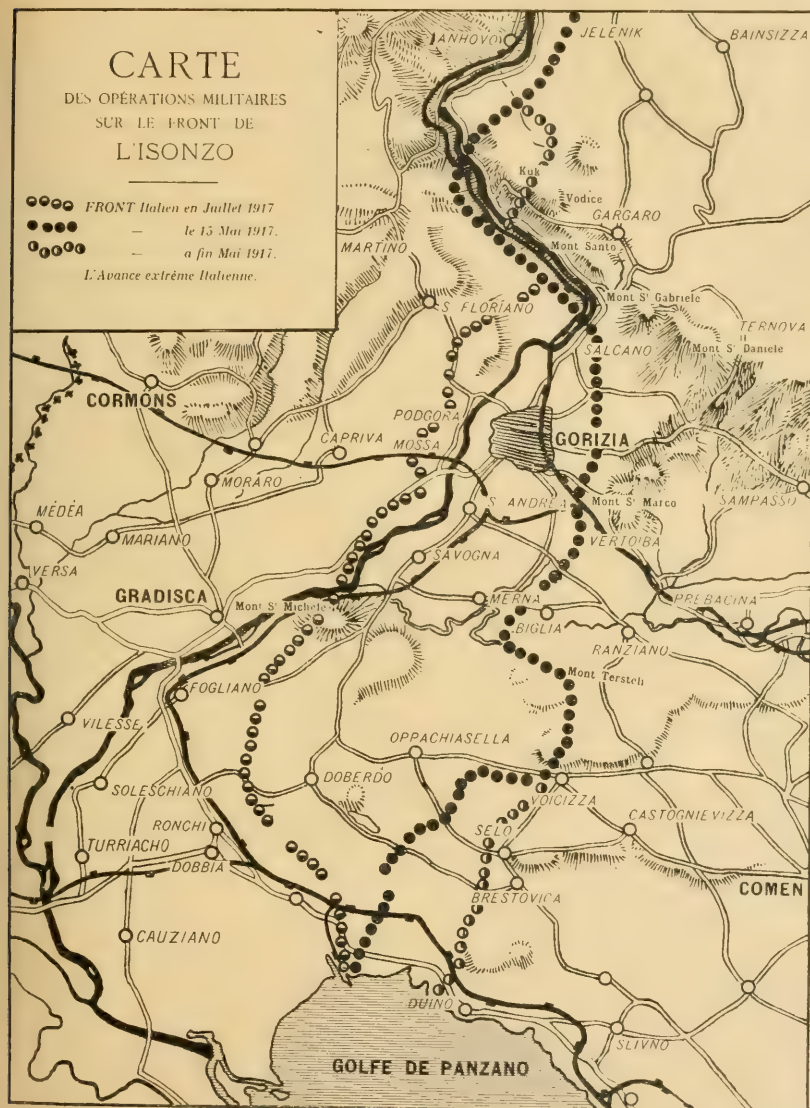 CARTE
DES OPÉRATIONS MILITAIRES
SUR LE FRONT DE
L'ISONZO
FRONT Italien en Juillet 1917
— le 15 Mai 1917.
— a fin Mai 1917.
L'Avance extrême Italienne.
ANHOVO
JELENIK
BAINSIZZA
Kuk
Vodice
GARGARO
MARTINO
Mont Santo
S. FLORIANO
Mont St Gabriele
TERNOVA
SALCANO
Mont St Daniele
CORMÒNS
PODGORA
CAPRIVA
MOSSA
GORIZIA
MORARO
MÉDÉA
S. ANDREA
Mont St Marco
SAMPASSO
MARIANO
VERTOIBA
VERSA
SAVOGNA
GRADISCA
Mont St Michele
MERNA
PREBACINA
BIGLIA
RANZIANO
FOGLIANO
Mont Tersteli
VILESSE
OPPACHIASELLA
SOLESCHIANO
DOBERDO
VOICIZZA
RONCHI
CASTOGNIEVIZZA
TURRIACHO
SELO
DOBBIA
BRESTOVICA
COMEN
CAUZIANO
DUINO
SLIVNO
GOLFE DE PANZANO